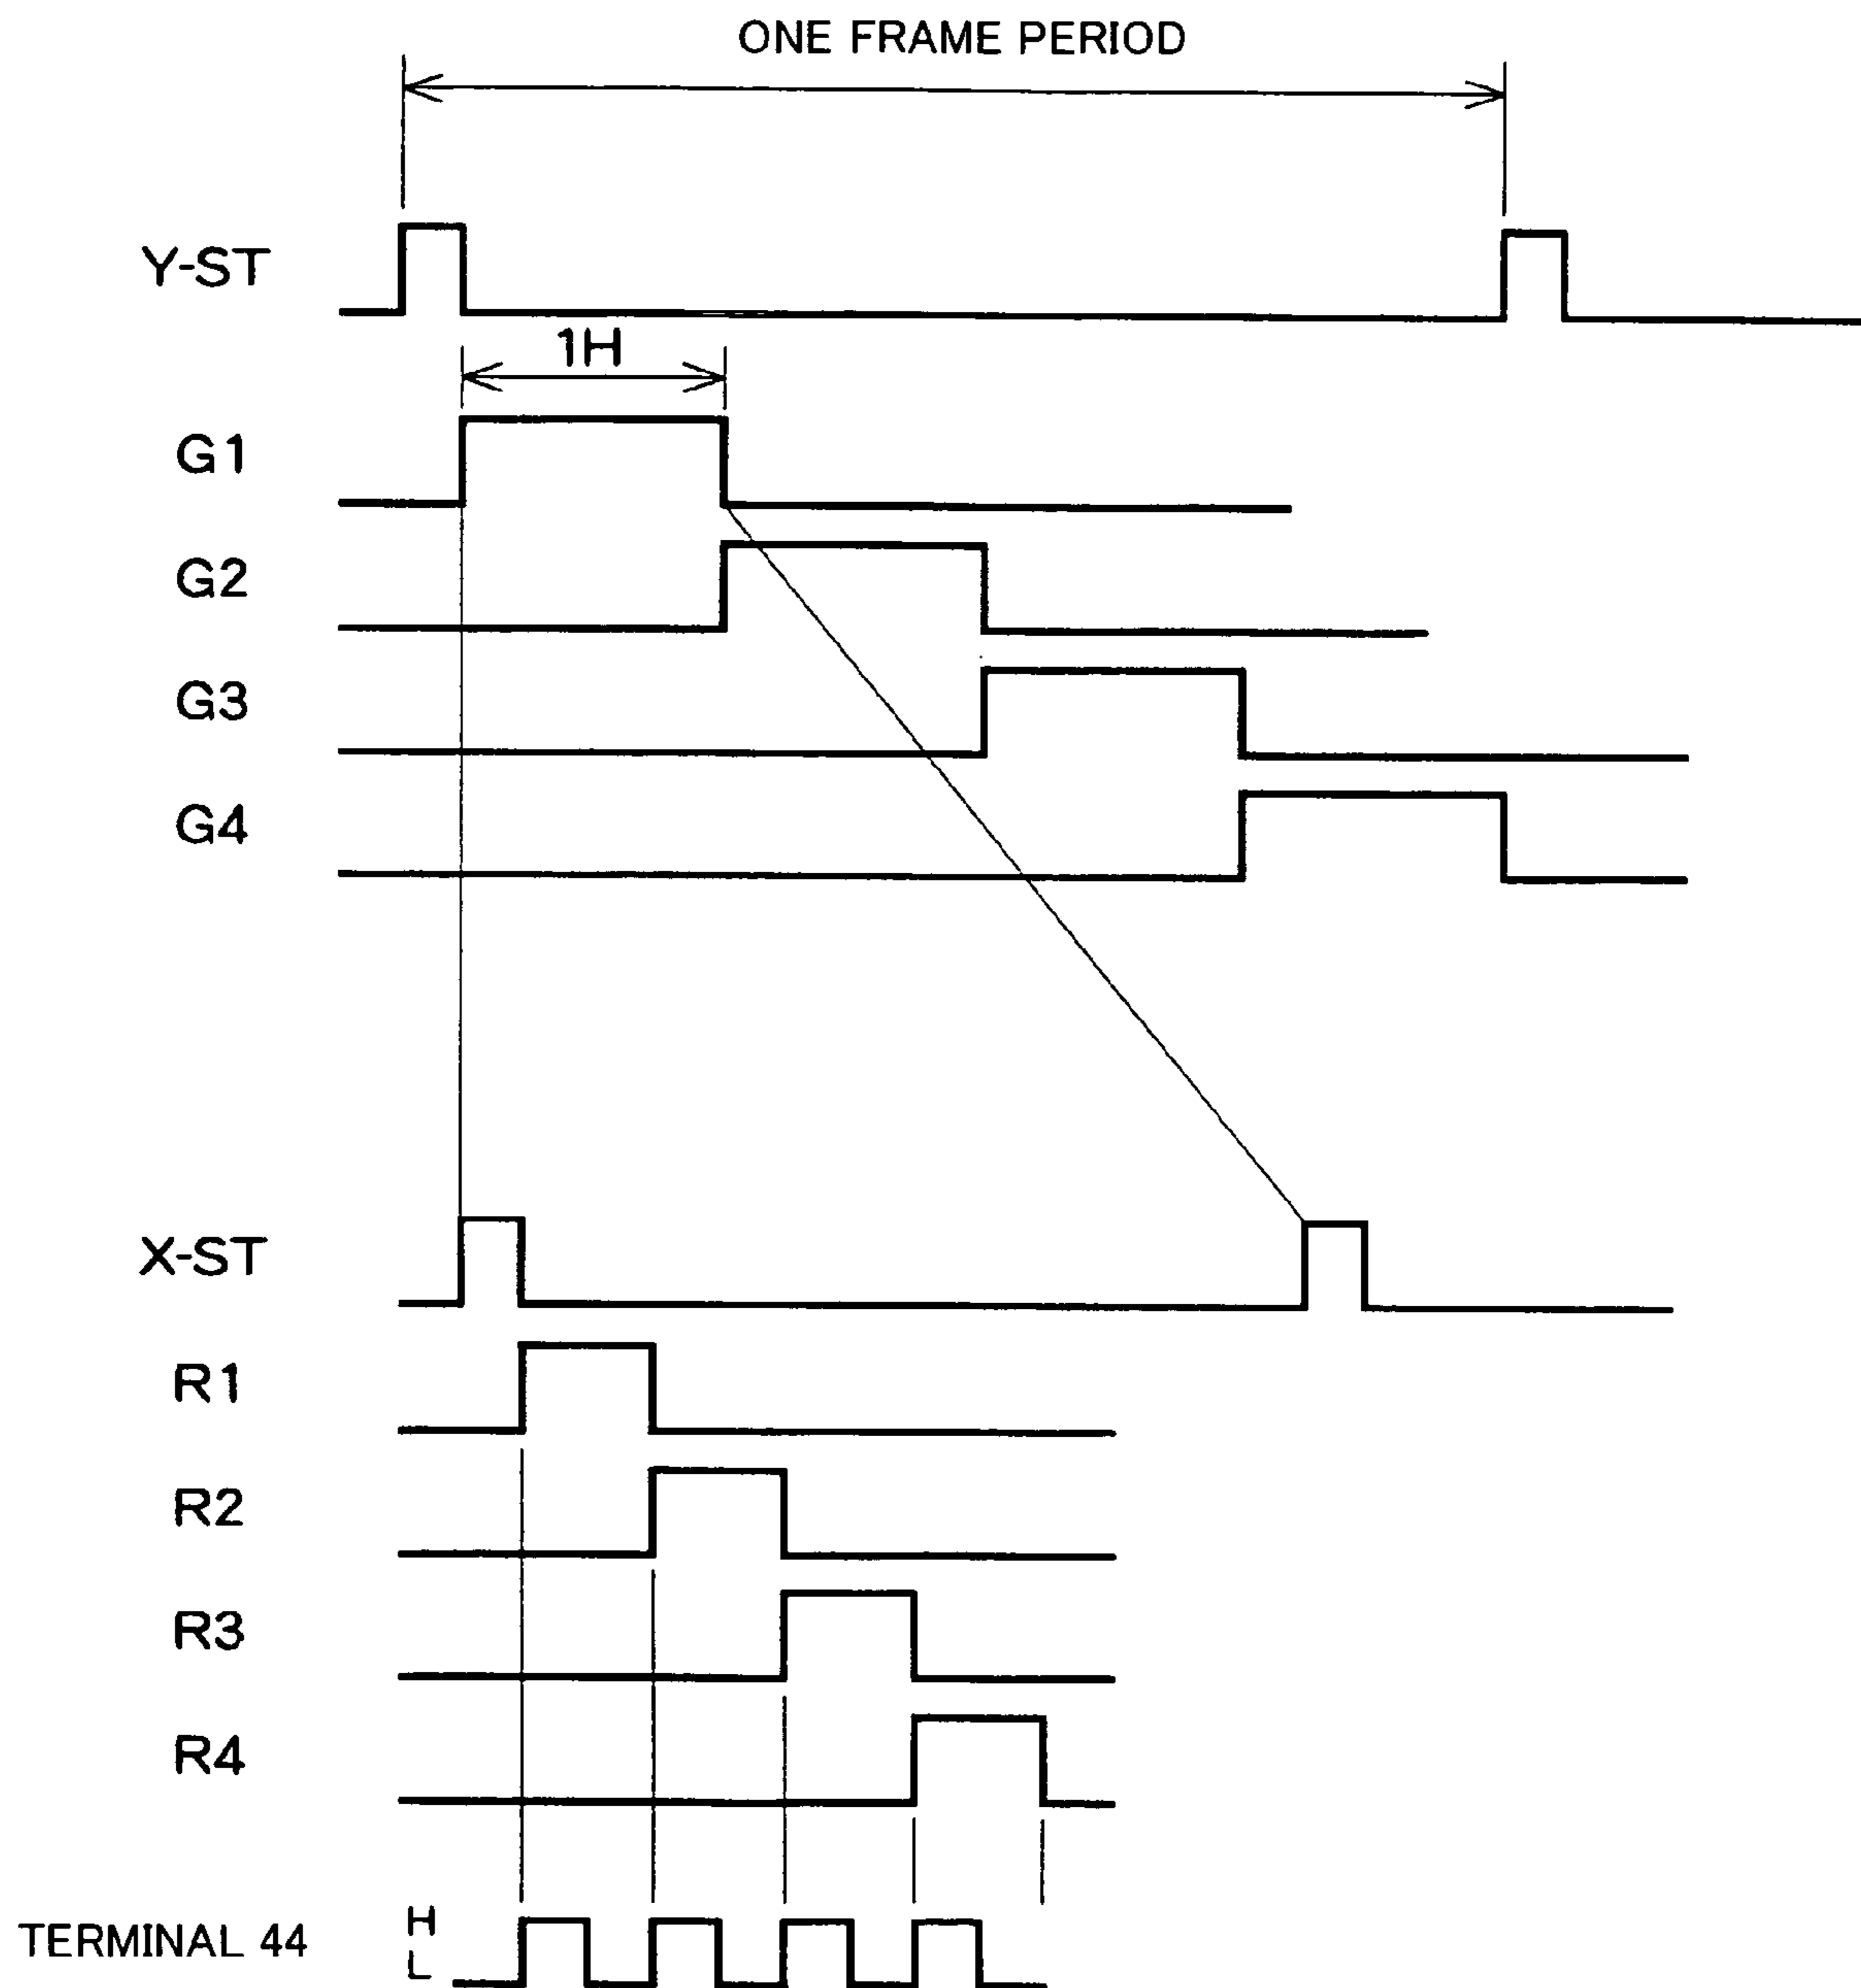 ONE FRAME PERIOD
Y-ST
1H
G1
G2
G3
G4
X-ST
R1
R2
R3
R4
TERMINAL 44
H
L